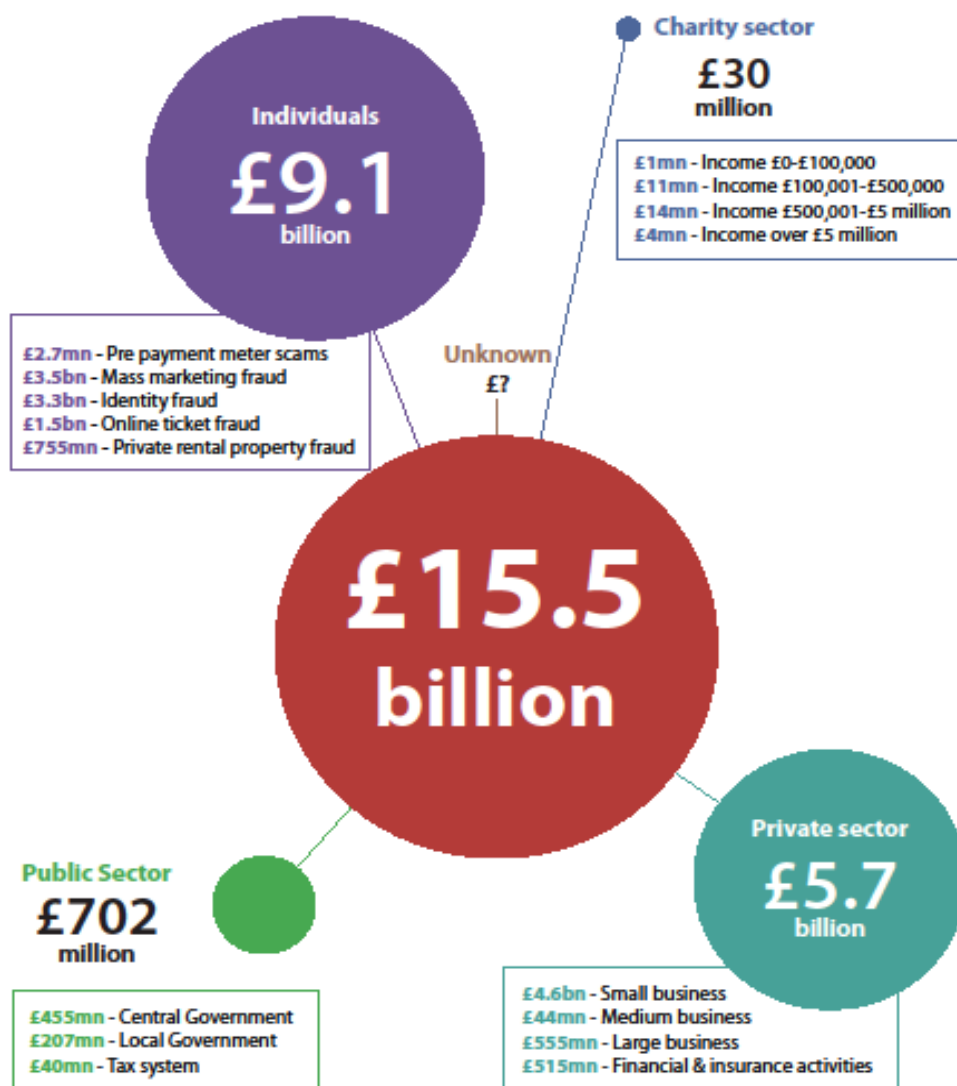 Individuals
£9.1
billion
£2.7mn - Pre payment meter scams
£3.5bn - Mass marketing fraud
£3.3bn - Identity fraud
£1.5bn - Online ticket fraud
£755mn - Private rental property fraud
Charity sector
£30
million
£1mn - Income £0-£100,000
£11mn - Income £100,001-£500,000
£14mn - Income £500,001-£5 million
£4mn - Income over £5 million
Unknown
£?
£15.5
billion
Public Sector
£702
million
£455mn - Central Government
£207mn - Local Government
£40mn - Tax system
Private sector
£5.7
billion
£4.6bn - Small business
£44mn - Medium business
£555mn - Large business
£515mn - Financial & insurance activities